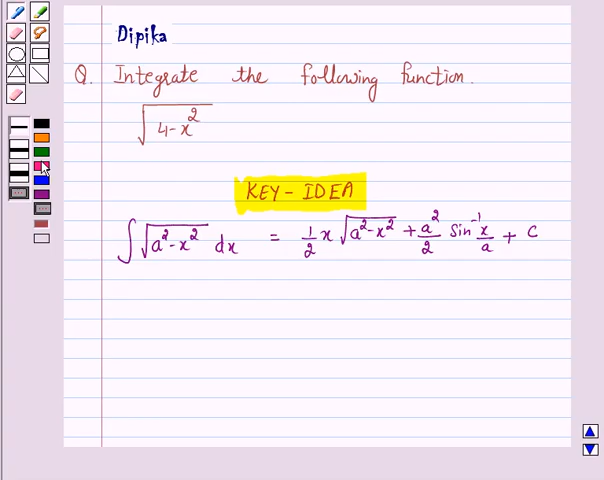 Dipika
Q. Integrate the following function.
√(4-x²)
KEY-IDEA
∫√(a²-x²) dx = 1/2 x √(a²-x²) + a²/2 Sin⁻¹ x/a + C